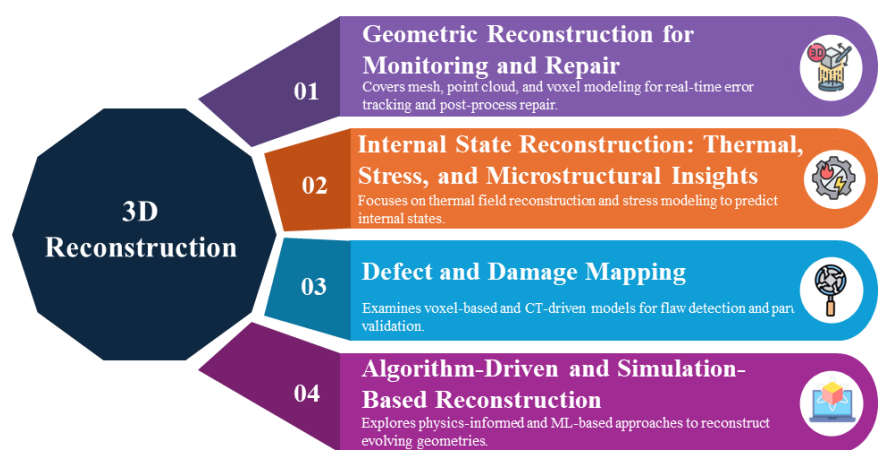 3D
Reconstruction
01
Geometric Reconstruction for
Monitoring and Repair
Covers mesh, point cloud, and voxel modeling for real-time error
tracking and post-process repair.
3D
02
Internal State Reconstruction: Thermal,
Stress, and Microstructural Insights
Focuses on thermal field reconstruction and stress modeling to predict
internal states.
03
Defect and Damage Mapping
Examines voxel-based and CT-driven models for flaw detection and part
validation.
04
Algorithm-Driven and Simulation-
Based Reconstruction
Explores physics-informed and ML-based approaches to reconstruct
evolving geometries.